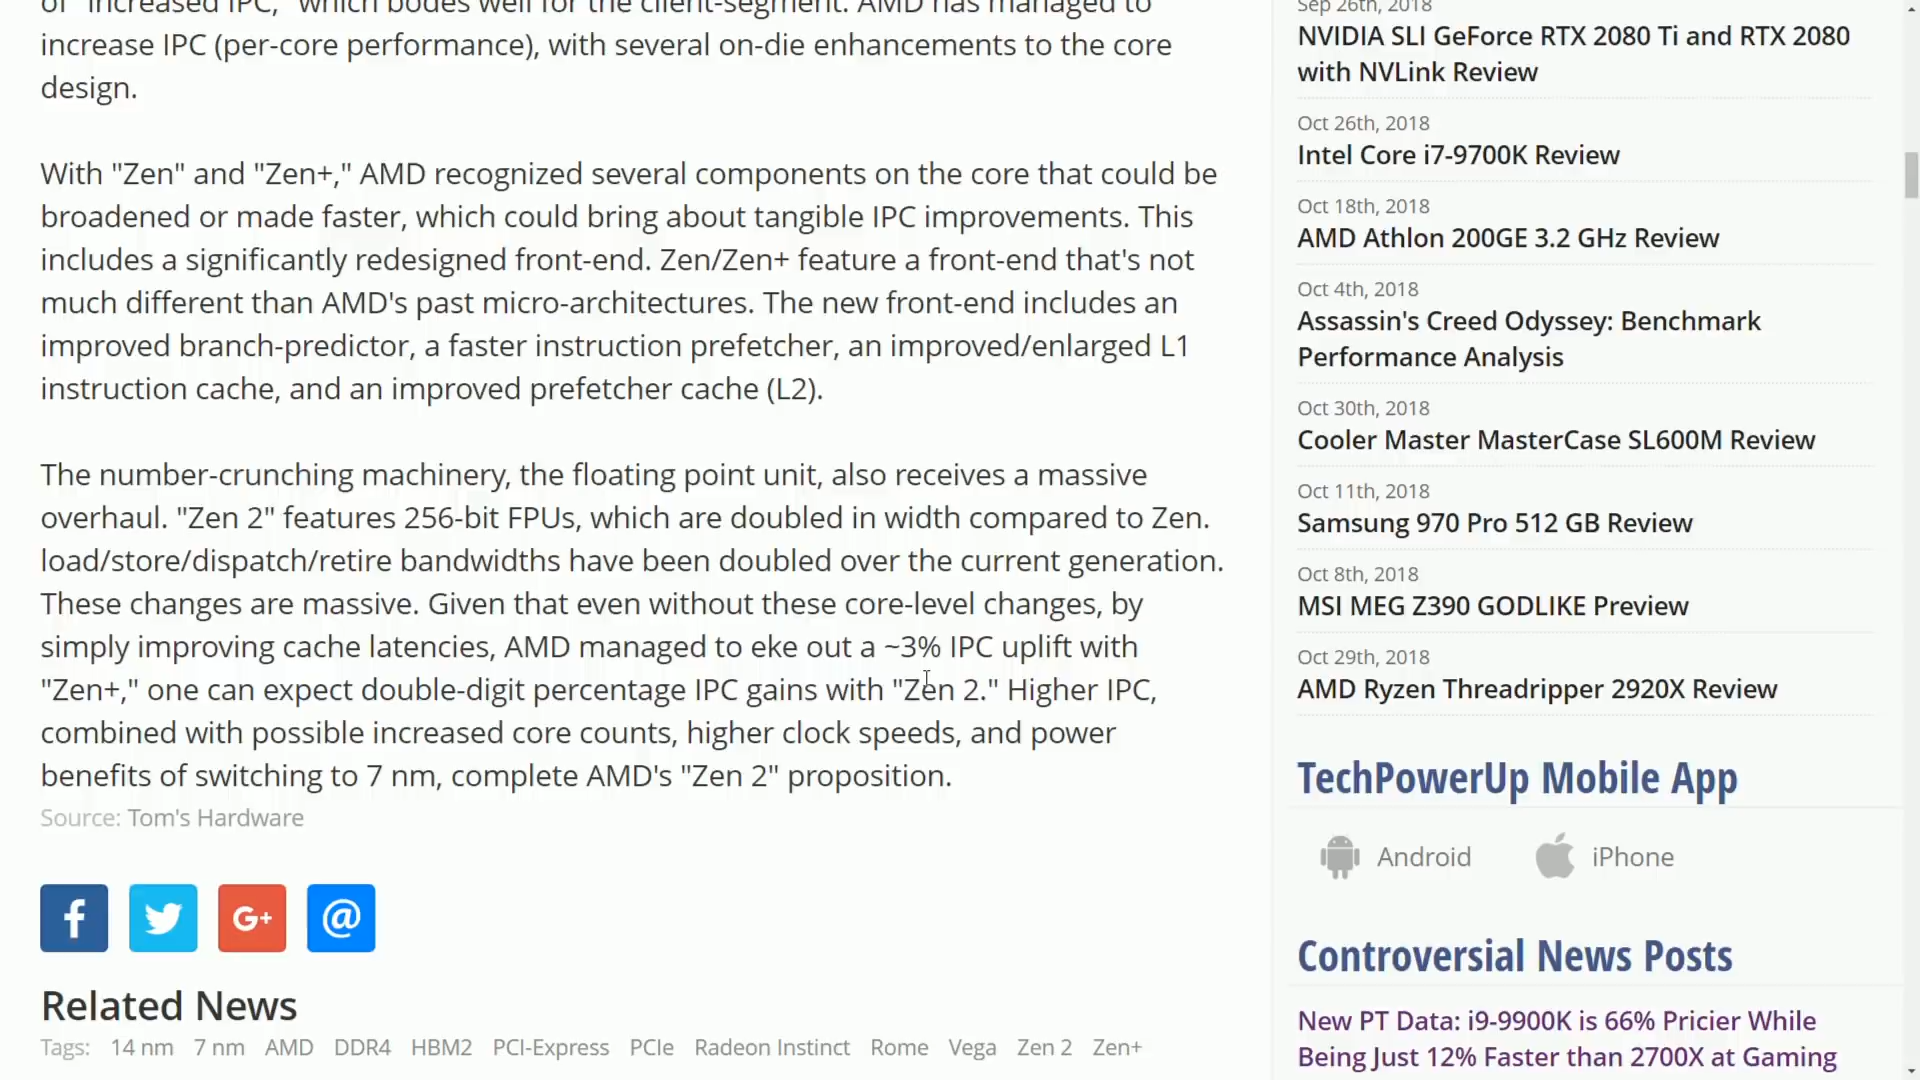 of "increased IPC," which bodes well for the client-segment. AMD has managed to
increase IPC (per-core performance), with several on-die enhancements to the core
design.
With "Zen" and "Zen+," AMD recognized several components on the core that could be
broadened or made faster, which could bring about tangible IPC improvements. This
includes a significantly redesigned front-end. Zen/Zen+ feature a front-end that's not
much different than AMD's past micro-architectures. The new front-end includes an
improved branch-predictor, a faster instruction prefetcher, an improved/enlarged L1
instruction cache, and an improved prefetcher cache (L2).
The number-crunching machinery, the floating point unit, also receives a massive
overhaul. "Zen 2" features 256-bit FPUs, which are doubled in width compared to Zen.
load/store/dispatch/retire bandwidths have been doubled over the current generation.
These changes are massive. Given that even without these core-level changes, by
simply improving cache latencies, AMD managed to eke out a ~3% IPC uplift with
"Zen+," one can expect double-digit percentage IPC gains with "Zen 2." Higher IPC,
combined with possible increased core counts, higher clock speeds, and power
benefits of switching to 7 nm, complete AMD's "Zen 2" proposition.
Source: Tom's Hardware
f
G+
@
Related News
Tags: 14 nm 7 nm AMD DDR4 HBM2 PCI-Express PCIe Radeon Instinct Rome Vega Zen 2 Zen+
Sep 26th, 2018
NVIDIA SLI GeForce RTX 2080 Ti and RTX 2080
with NVLink Review
Oct 26th, 2018
Intel Core i7-9700K Review
Oct 18th, 2018
AMD Athlon 200GE 3.2 GHz Review
Oct 4th, 2018
Assassin's Creed Odyssey: Benchmark
Performance Analysis
Oct 30th, 2018
Cooler Master MasterCase SL600M Review
Oct 11th, 2018
Samsung 970 Pro 512 GB Review
Oct 8th, 2018
MSI MEG Z390 GODLIKE Preview
Oct 29th, 2018
AMD Ryzen Threadripper 2920X Review
TechPowerUp Mobile App
Android iPhone
Controversial News Posts
New PT Data: i9-9900K is 66% Pricier While
Being Just 12% Faster than 2700X at Gaming